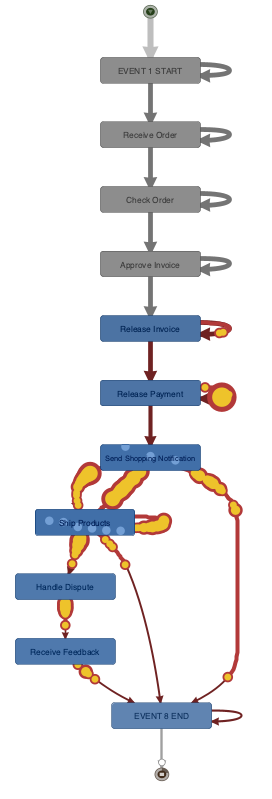 EVENT 1 START
Receive Order
Check Order
Approve Invoice
Release Invoice
Release Payment
Send Shopping Notification
Ship Products
Handle Dispute
Receive Feedback
EVENT 8 END